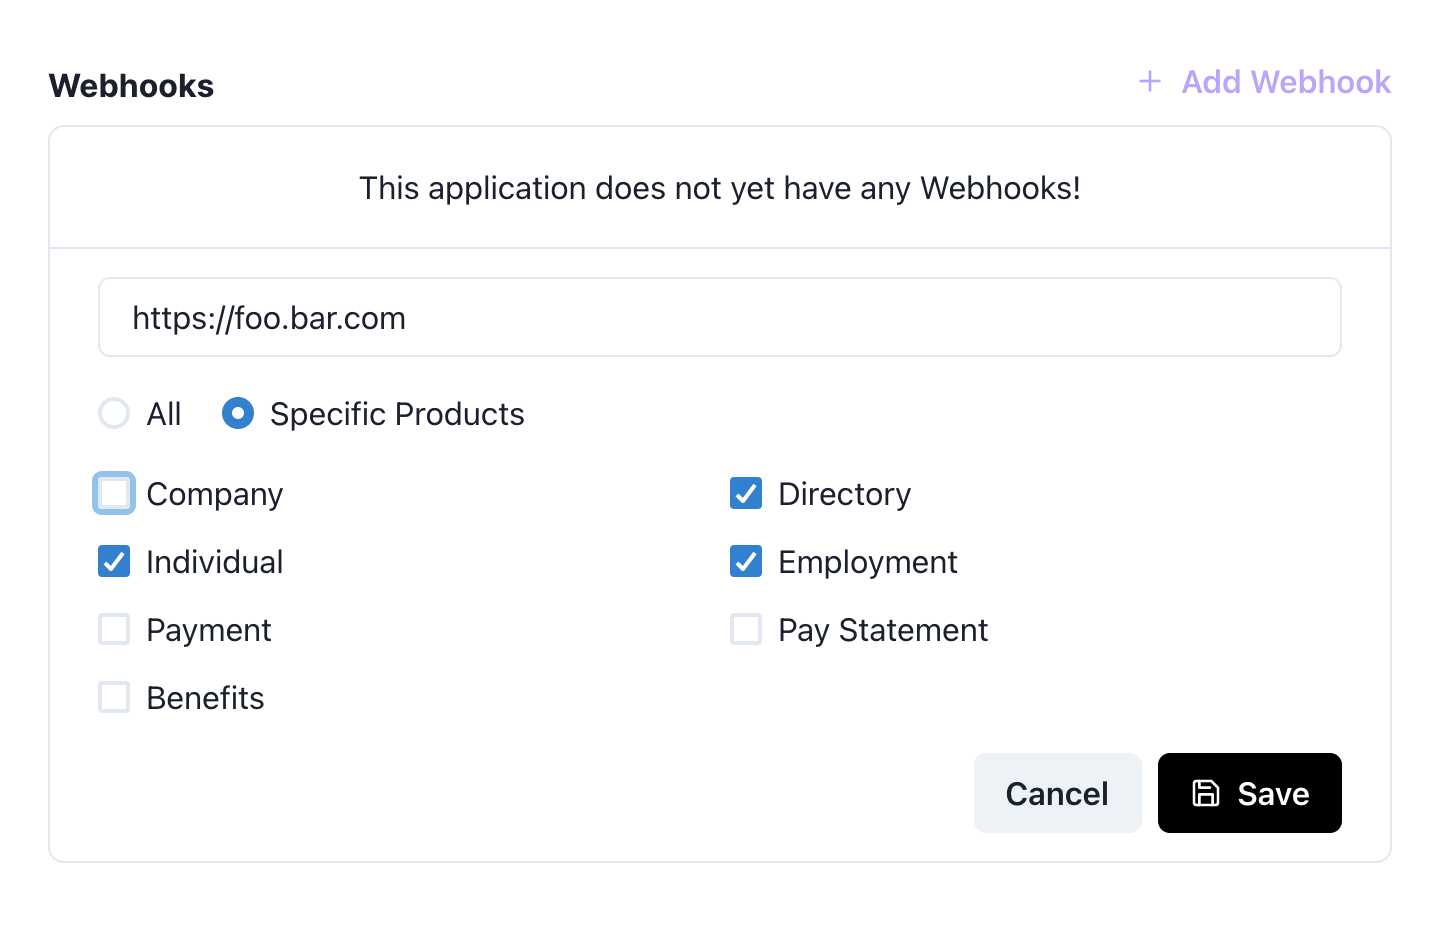 Webhooks
+ Add Webhook
This application does not yet have any Webhooks!
https://foo.bar.com
All
Specific Products
Company
Directory
Individual
Employment
Payment
Pay Statement
Benefits
Cancel
Save